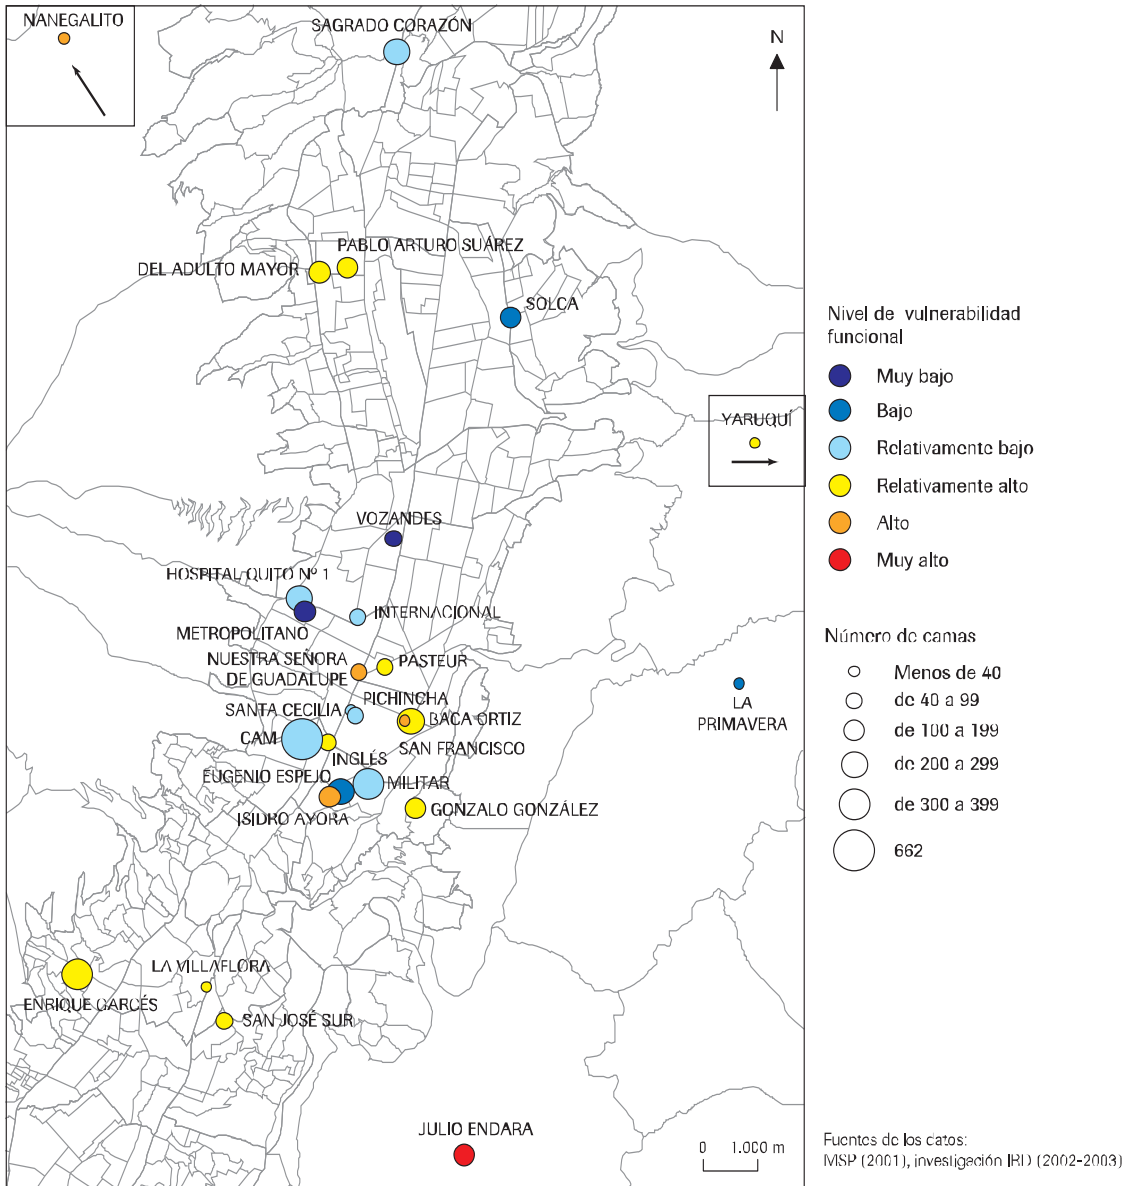 NANEGALITO
SAGRADO CORAZÓN
N
PABLO ARTURO SUÁREZ
DEL ADULTO MAYOR
SOLCA
YARUQUÍ
VOZANDES
HOSPITAL QUITO Nº 1
INTERNACIONAL
METROPOLITANO
NUESTRA SEÑORA
DE GUADALUPE
PASTEUR
PICHINCHA
SANTA CECILIA
BACA ORTIZ
CAM
SAN FRANCISCO
INGLÉS
EUGENIO ESPEJO
MILITAR
ISIDRO AYORA
GONZALO GONZÁLEZ
LA
PRIMAVERA
LA VILLAFLORA
ENRIQUE GARCÉS
SAN JOSÉ SUR
JULIO ENDARA
0 1.000 m
Nivel de vulnerabilidad
funcional
Muy bajo
Bajo
Relativamente bajo
Relativamente alto
Alto
Muy alto
Número de camas
Menos de 40
de 40 a 99
de 100 a 199
de 200 a 299
de 300 a 399
662
Fuentes de los datos:
MSP (2001), investigación IRD (2002-2003)